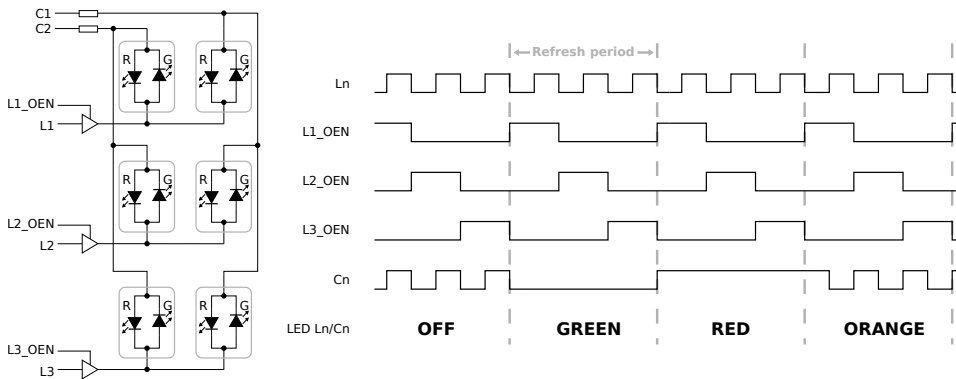 C1
C2
R G
G
L1_OEN
L1
R G R G
L2_OEN
L2
R G R G
L3_OEN
L3
Refresh period
Ln
L1_OEN
L2_OEN
L3_OEN
Cn
LED Ln/Cn OFF GREEN RED ORANGE